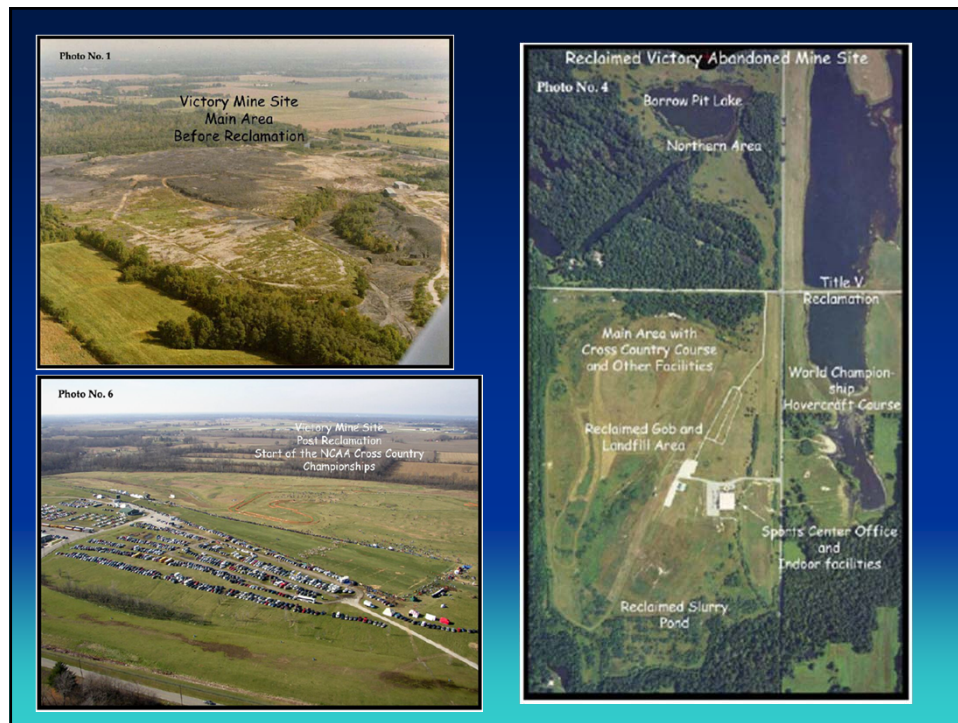 Photo No. 1
Victory Mine Site
Main Area
Before Reclamation
Photo No. 6
Victory Mine Site
Post Reclamation
Start of the NCAA Cross Country
Championships
Reclaimed Victory Abandoned Mine Site
Photo No. 4
Borrow Pit Lake
Northern Area
Title V
Reclamation
Main Area with
Cross Country Course
and Other Facilities
World Champion-
ship
Hovercraft Course
Reclaimed Gob and
Landfill Area
Sports Center Office
and
Indoor facilities
Reclaimed Slurry
Pond